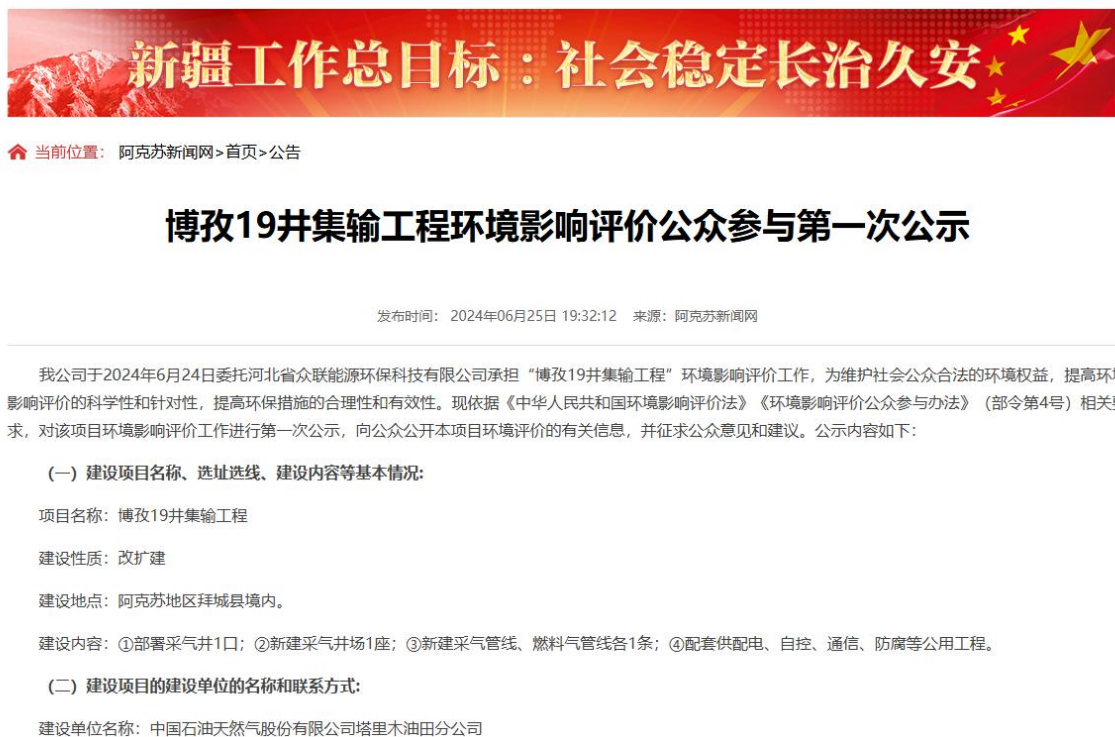 新疆工作总目标：社会稳定长治久安
当前位置： 阿克苏新闻网>首页>公告
博孜19井集输工程环境影响评价公众参与第一次公示
发布时间： 2024年06月25日 19:32:12 来源：阿克苏新闻网
我公司于2024年6月24日委托河北省众联能源环保科技有限公司承担“博孜19井集输工程”环境影响评价工作，为维护社会公众合法的环境权益，提高环境
影响评价的科学性和针对性，提高环保措施的合理性和有效性。现依据《中华人民共和国环境影响评价法》《环境影响评价公众参与办法》（部令第4号）相关要
求，对该项目环境影响评价工作进行第一次公示，向公众公开本项目环境评价的有关信息，并征求公众意见和建议。公示内容如下：
（一）建设项目名称、选址选线、建设内容等基本情况:
项目名称：博孜19井集输工程
建设性质：改扩建
建设地点：阿克苏地区拜城县境内。
建设内容：①部署采气井1口；②新建采气井场1座；③新建采气管线、燃料气管线各1条；④配套供配电、自控、通信、防腐等公用工程。
（二）建设项目的建设单位的名称和联系方式:
建设单位名称：中国石油天然气股份有限公司塔里木油田分公司